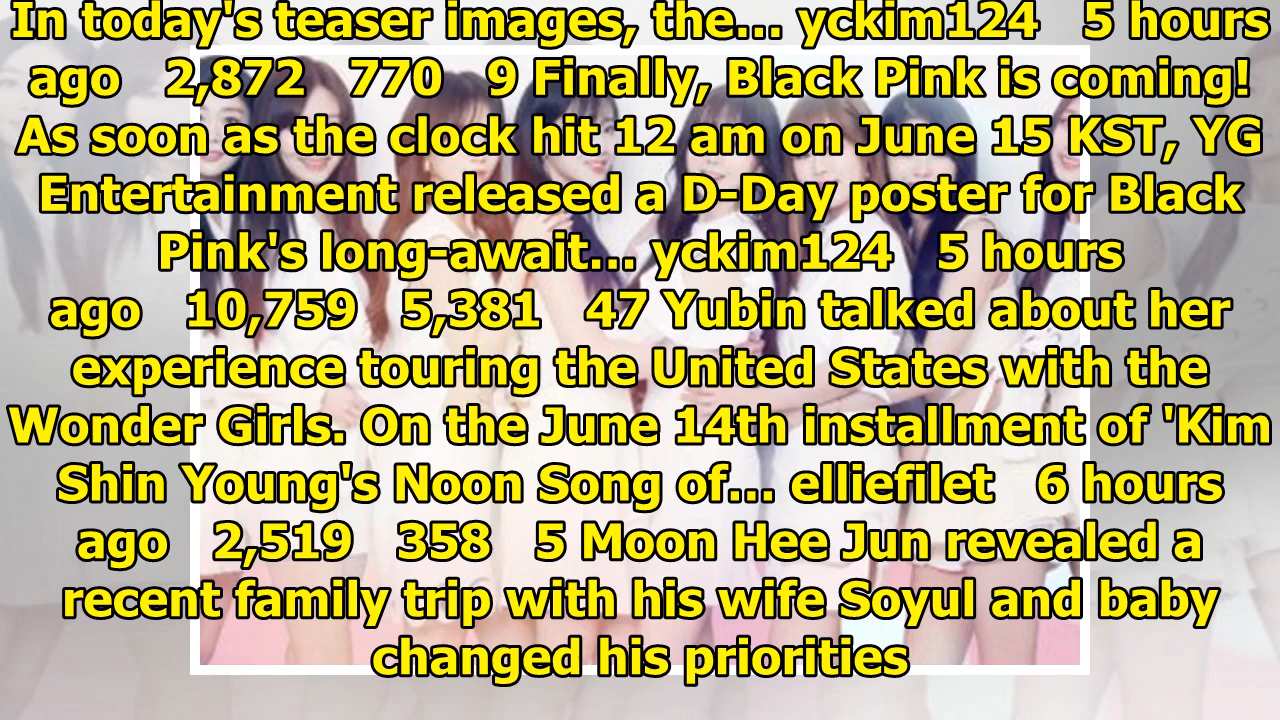 In today's teaser images, the... yckim124 5 hours
ago 2,872 770 9 Finally, Black Pink is coming!
As soon as the clock hit 12 am on June 15 KST, YG
Entertainment released a D-Day poster for Black
Pink's long-await... yckim124 5 hours
ago 10,759 5,381 47 Yubin talked about her
experience touring the United States with the
Wonder Girls. On the June 14th installment of 'Kim
Shin Young's Noon Song of... elliefilet 6 hours
ago 2,519 358 5 Moon Hee Jun revealed a
recent family trip with his wife Soyul and baby
changed his priorities